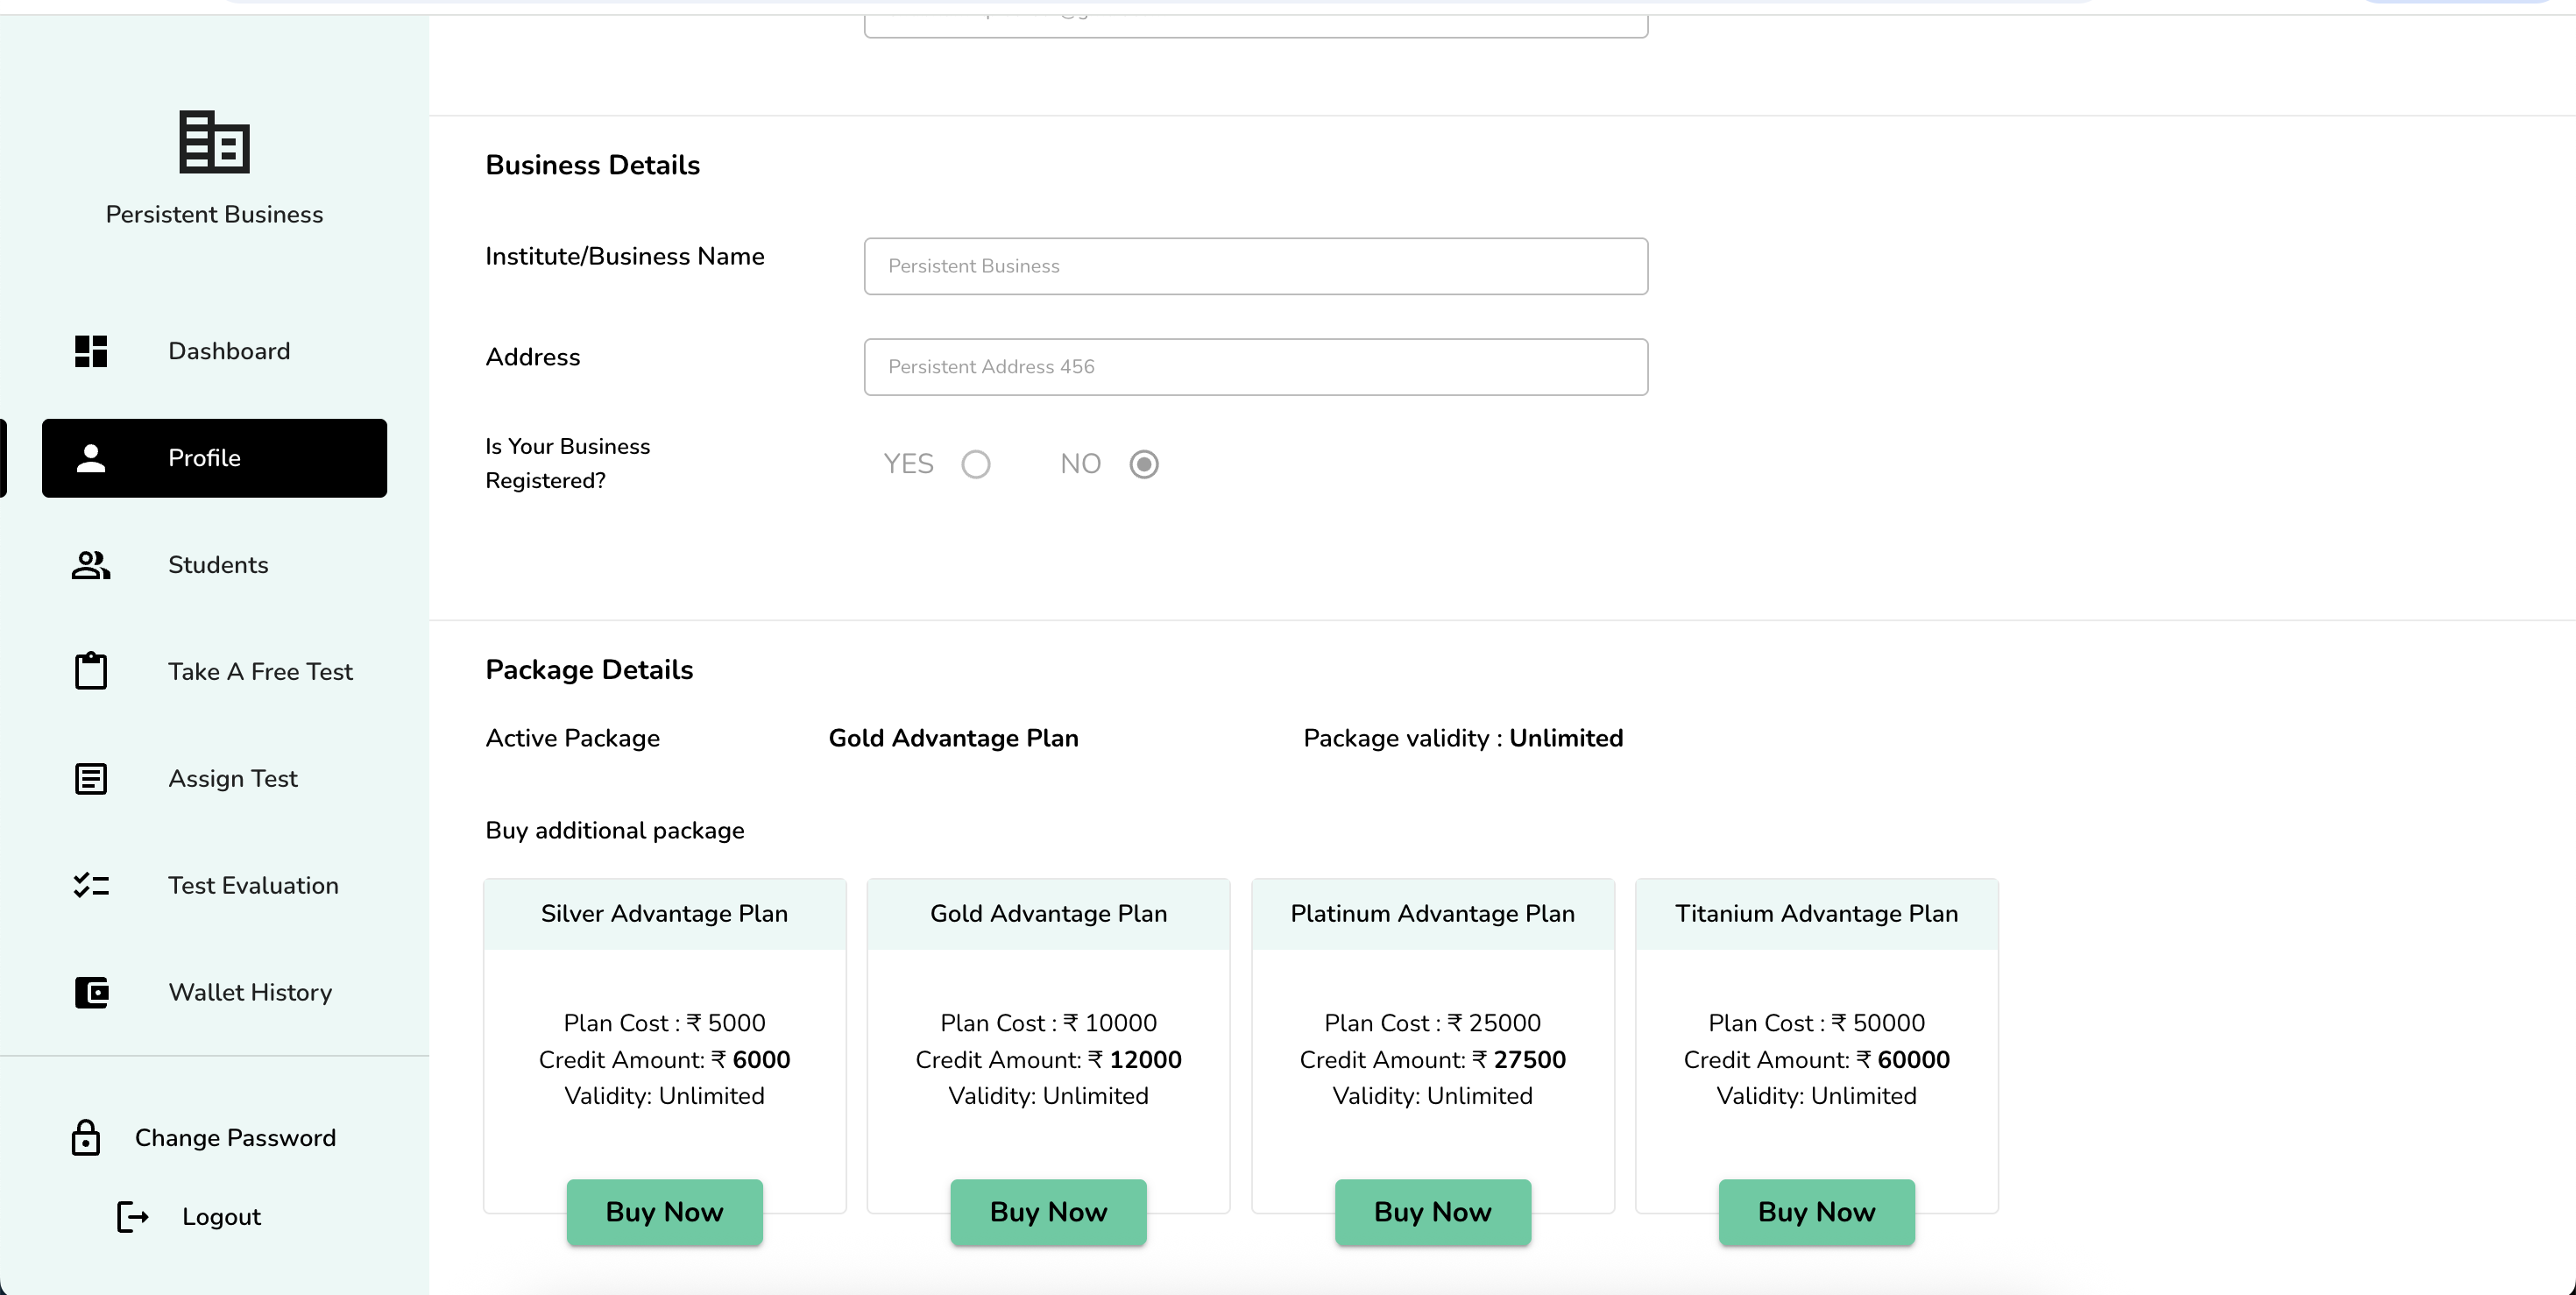 Persistent Business
Dashboard
Profile
Students
Take A Free Test
Assign Test
Test Evaluation
Wallet History
Change Password
Logout
Business Details
Institute/Business Name
Persistent Business
Address
Persistent Address 456
Is Your Business
Registered?
YES NO
Package Details
Active Package Gold Advantage Plan Package validity : Unlimited
Buy additional package
Silver Advantage Plan
Plan Cost : ₹ 5000
Credit Amount: ₹ 6000
Validity: Unlimited
Buy Now
Gold Advantage Plan
Plan Cost : ₹ 10000
Credit Amount: ₹ 12000
Validity: Unlimited
Buy Now
Platinum Advantage Plan
Plan Cost : ₹ 25000
Credit Amount: ₹ 27500
Validity: Unlimited
Buy Now
Titanium Advantage Plan
Plan Cost : ₹ 50000
Credit Amount: ₹ 60000
Validity: Unlimited
Buy Now